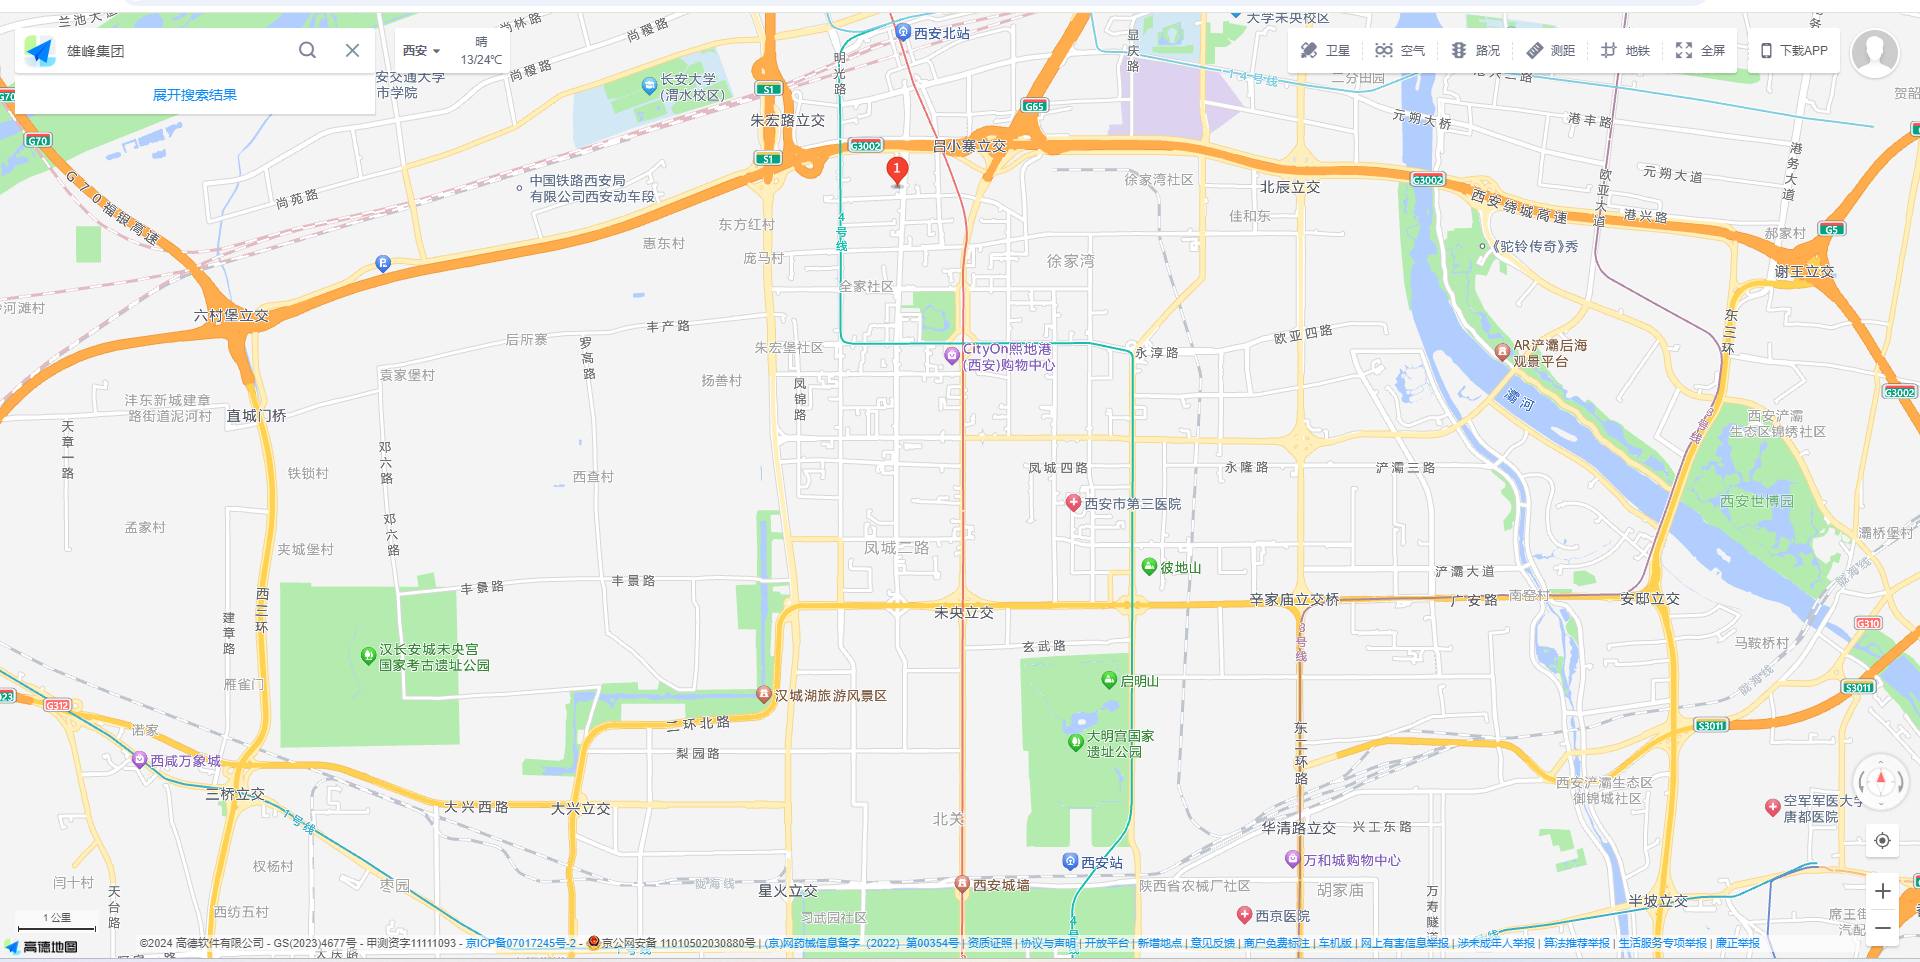 兰池大道
尚林路
尚稷路
大学未央校区
雄峰集团
西安
晴
13/24℃
西安北站
明光路
显庆路
卫星
空气
路况
测距
地铁
全屏
下载APP
展开搜索结果
安交通大学
市学院
尚稷路
长安大学
(渭水校区)
S1
G65
14号线
三分田园
港兴二路
元朔大桥
港丰路
贺韶
G70
G70
朱宏路立交
G3002
吕小寨立交
S1
1
G70福银高速
尚苑路
中国铁路西安局
有限公司西安动车段
徐家湾社区
北辰立交
G3002
西安绕城高速
欧亚大道
元朔大道
港务大道
港兴路
佳和东
4号线
东方红村
惠东村
庞马村
徐家湾
《驼铃传奇》秀
郝家村
G5
谢王立交
全家社区
河滩村
六村堡立交
后所寨
丰产路
罗高路
朱宏堡社区
CityOn熙地港
(西安)购物中心
永淳路
欧亚四路
东三环
AR浐灞后海
观景平台
袁家堡村
扬善村
凤锦路
灞河
G3002
沣东新城建章
路街道泥河村
直城门桥
天章一路
邓六路
3号线
西安浐灞
生态区锦绣社区
铁锁村
西查村
凤城四路
永隆路
浐灞三路
西安市第三医院
西安世博园
孟家村
邓六路
夹城堡村
凤城二路
灞桥堡村
陇海线
彼地山
丰景路
丰景路
浐灞大道
西三环
建章路
未央立交
辛家庙立交桥
广安路
南窑村
安邸立交
G310
3号线
玄武路
马鞍桥村
汉长安城未央宫
国家考古遗址公园
雁雀门
启明山
陇海线
S3011
G312
汉城湖旅游风景区
诺家
二环北路
梨园路
大明宫国家
遗址公园
东二环路
S3011
西咸万象城
三桥立交
大兴西路
大兴立交
1号线
北关
华清路立交
兴工东路
西安浐灞生态区
御锦城社区
空军军医大学
唐都医院
权杨村
西安站
万和城购物中心
闫十村
天台路
枣园
陇海线
星火立交
西安城墙
陕西省农械厂社区
胡家庙
万寿隧道
半坡立交
西纺五村
习武园社区
西京医院
4号线
席王街
汽配
1 公里
高德地图
©2024 高德软件有限公司 - GS(2023)4677号 - 甲测资字11111093 - 京ICP备07017245号-2 - 京公网安备 11010502030880号 | (京)网药械信息备字（2022）第00354号 | 资质证照 | 协议与声明 | 开放平台 | 新增地点 | 意见反馈 | 商户免费标注 | 车机版 | 网上有害信息举报 | 涉未成年人举报 | 算法推荐举报 | 生活服务专项举报 | 廉正举报
大庆路
1号线